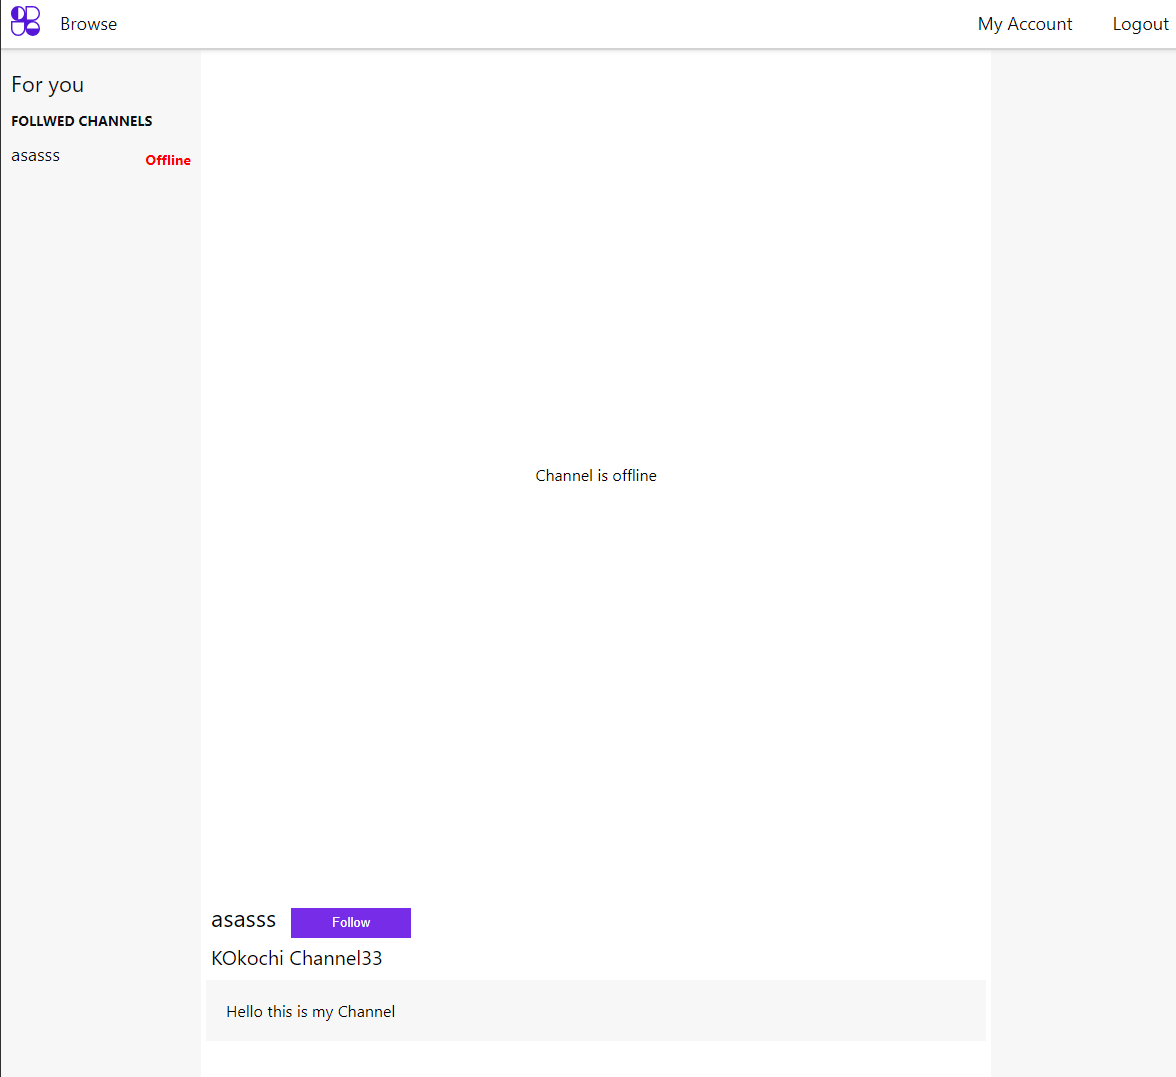 Browse
My Account
Logout
For you
FOLLWED CHANNELS
asasss
Offline
Channel is offline
asasss
Follow
KOkochi Channel33
Hello this is my Channel